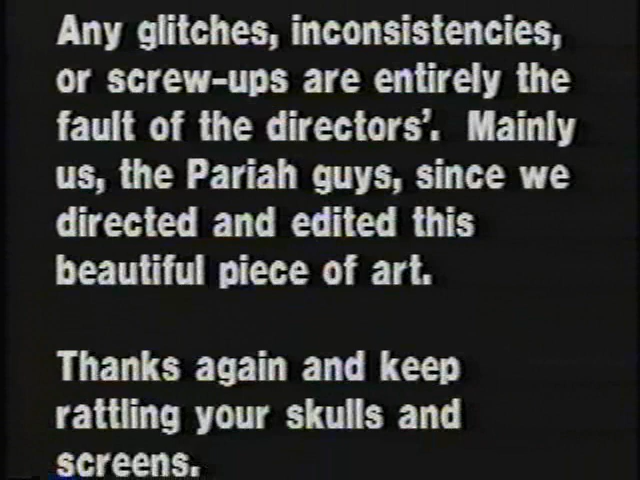 Any glitches, inconsistencies,
or screw-ups are entirely the
fault of the directors'.  Mainly
us, the Pariah guys, since we
directed and edited this
beautiful piece of art.
Thanks again and keep
rattling your skulls and
screens.